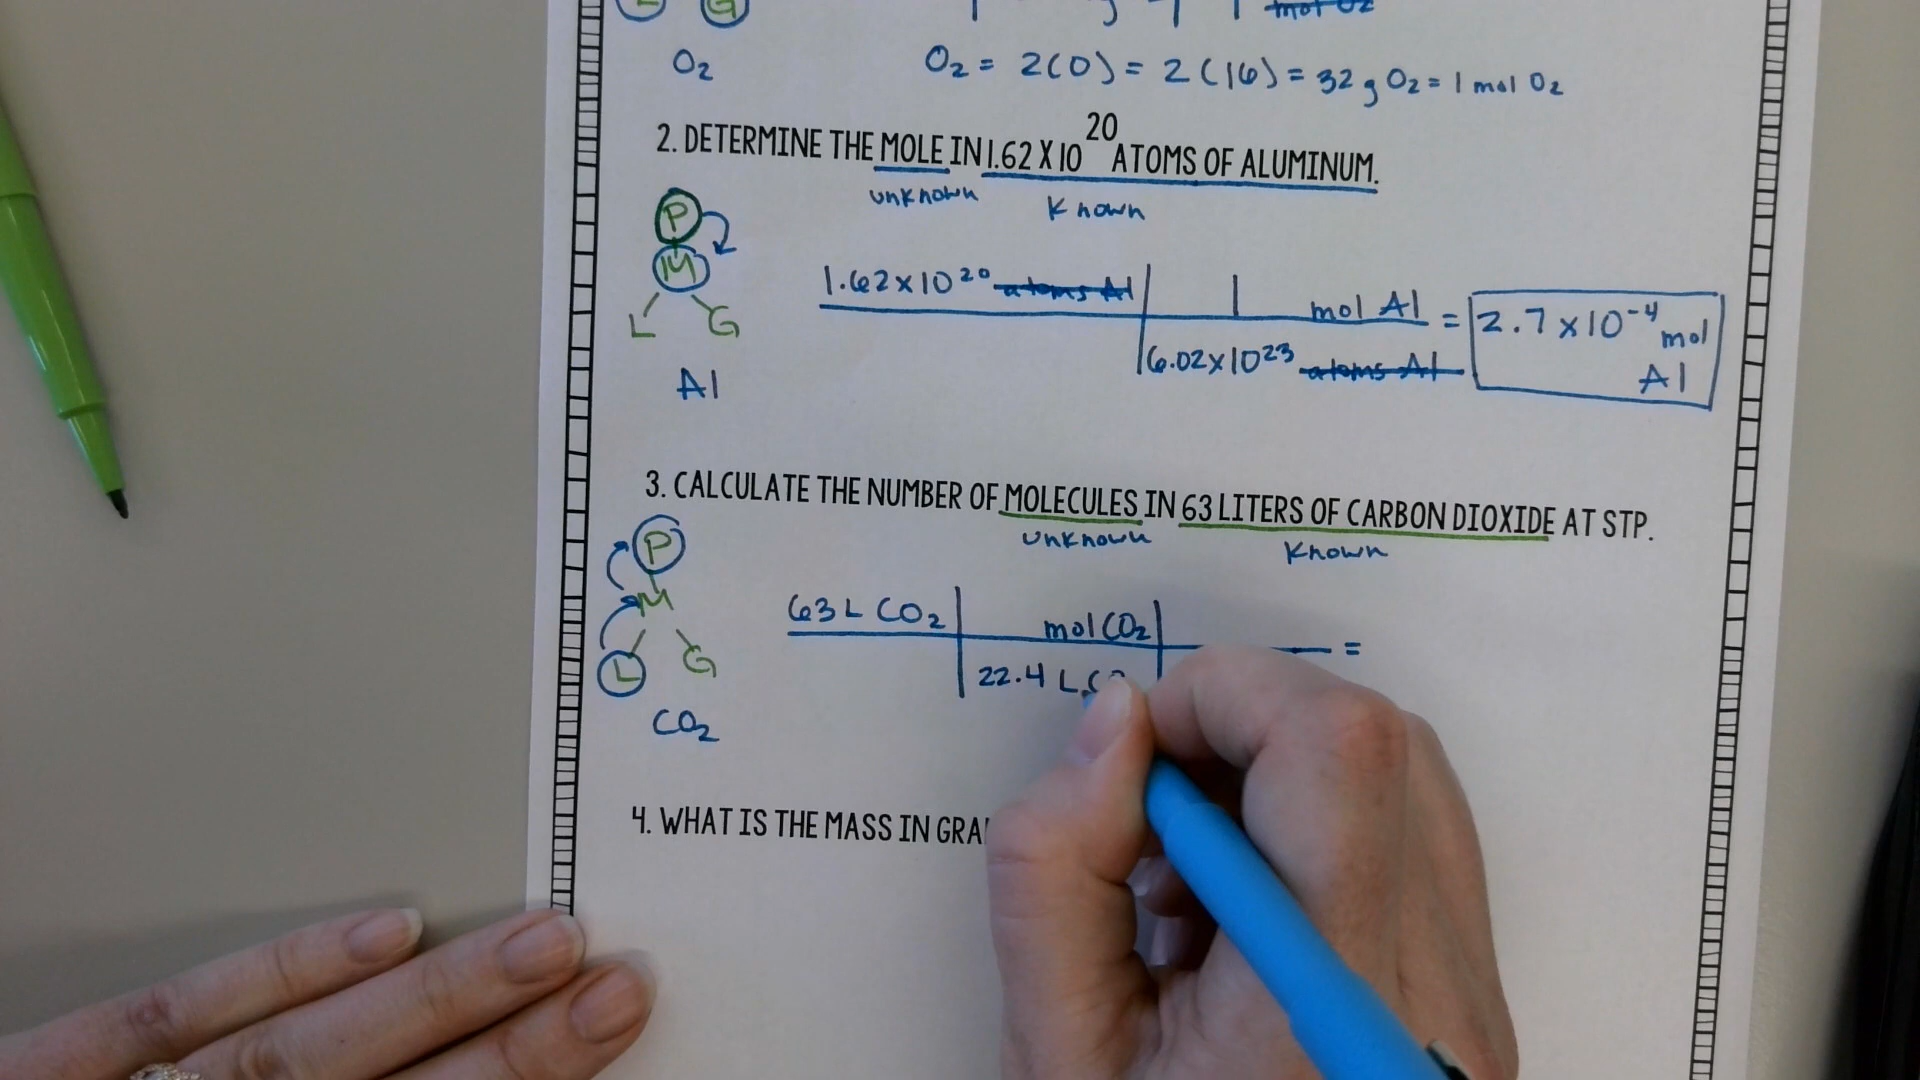 L G
mol O2
O2 O2 = 2(O) = 2(16) = 32 g O2 = 1 mol O2
2. DETERMINE THE MOLE IN 1.62 X 10^20 ATOMS OF ALUMINUM.
unknown Known
P
M
L G
1.62x10^20 atoms Al | 1 mol Al = 2.7x10^-4 mol
6.02x10^23 atoms Al Al
Al
3. CALCULATE THE NUMBER OF MOLECULES IN 63 LITERS OF CARBON DIOXIDE AT STP.
unknown Known
P
M
L G
63 L CO2 | mol CO2 | =
22.4 L
CO2
4. WHAT IS THE MASS IN